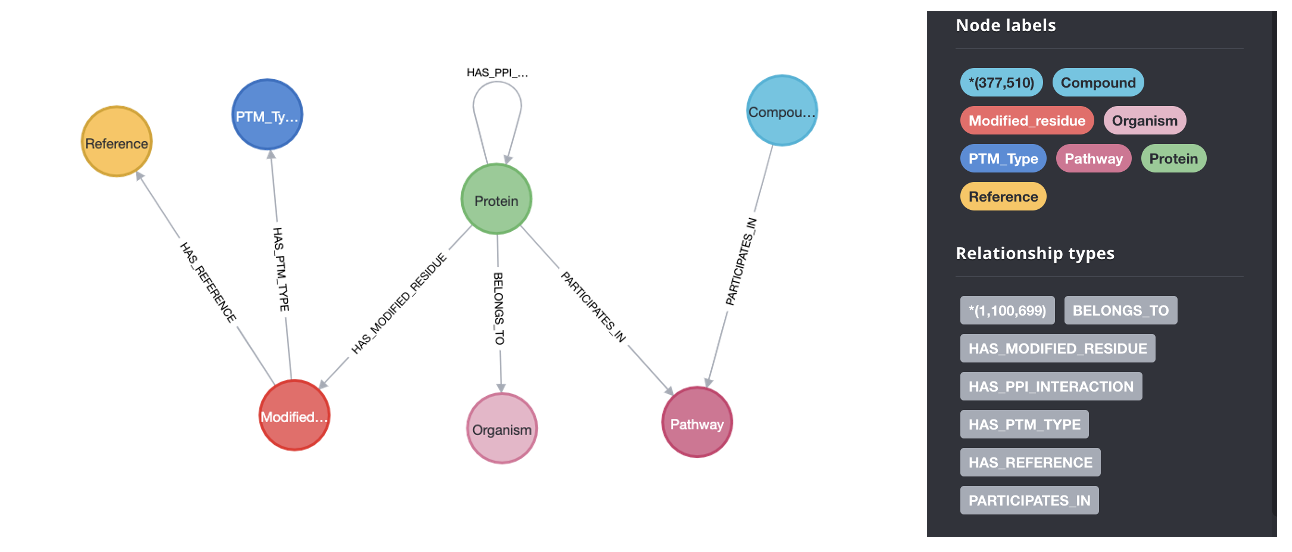 HAS_PPI_...
Reference
PTM_Ty...
Compou...
Protein
HAS_REFERENCE
HAS_PTM_TYPE
HAS_MODIFIED_RESIDUE
BELONGS_TO
PARTICIPATES_IN
PARTICIPATES_IN
Modified...
Organism
Pathway
Node labels
*(377,510) Compound
Modified_residue Organism
PTM_Type Pathway Protein
Reference
Relationship types
*(1,100,699) BELONGS_TO
HAS_MODIFIED_RESIDUE
HAS_PPI_INTERACTION
HAS_PTM_TYPE
HAS_REFERENCE
PARTICIPATES_IN